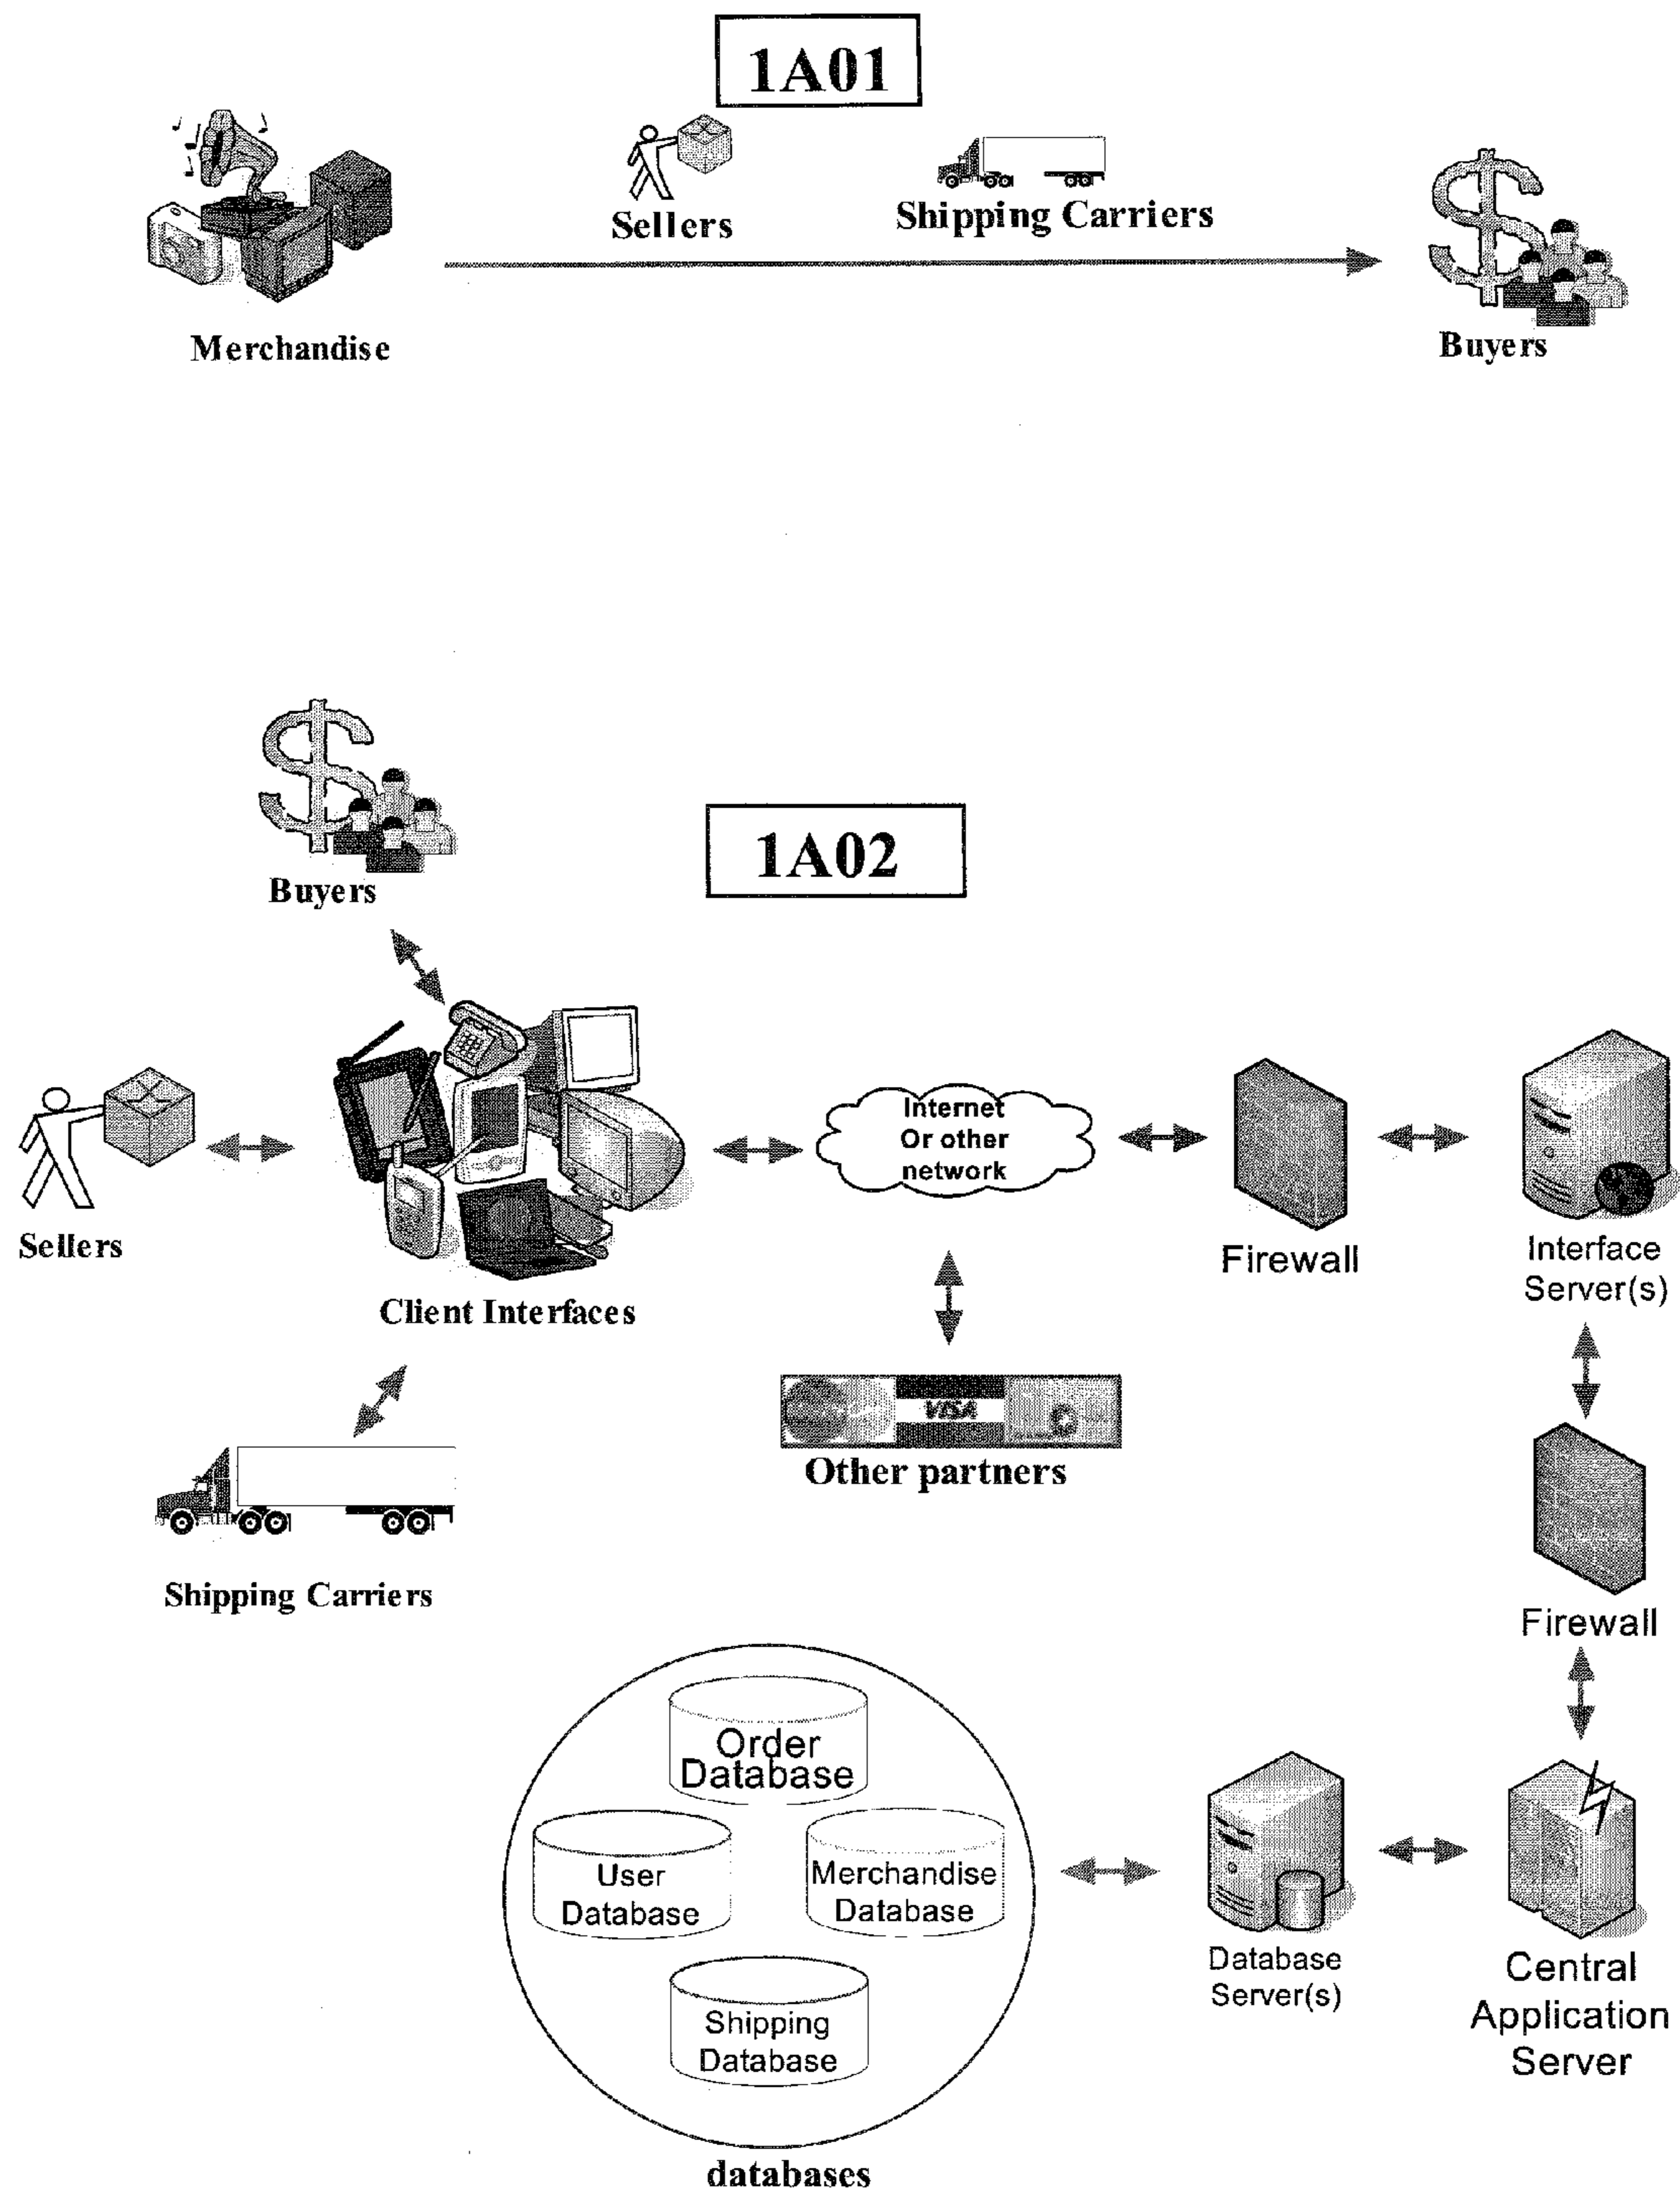 1A01
Sellers
Shipping Carriers
Merchandise
Buyers
1A02
Buyers
Internet
Or other
network
Sellers
Firewall
Interface
Server(s)
Client Interfaces
VISA
Other partners
Shipping Carriers
Firewall
Order
Database
User
Database
Merchandise
Database
Shipping
Database
Database
Server(s)
Central
Application
Server
databases